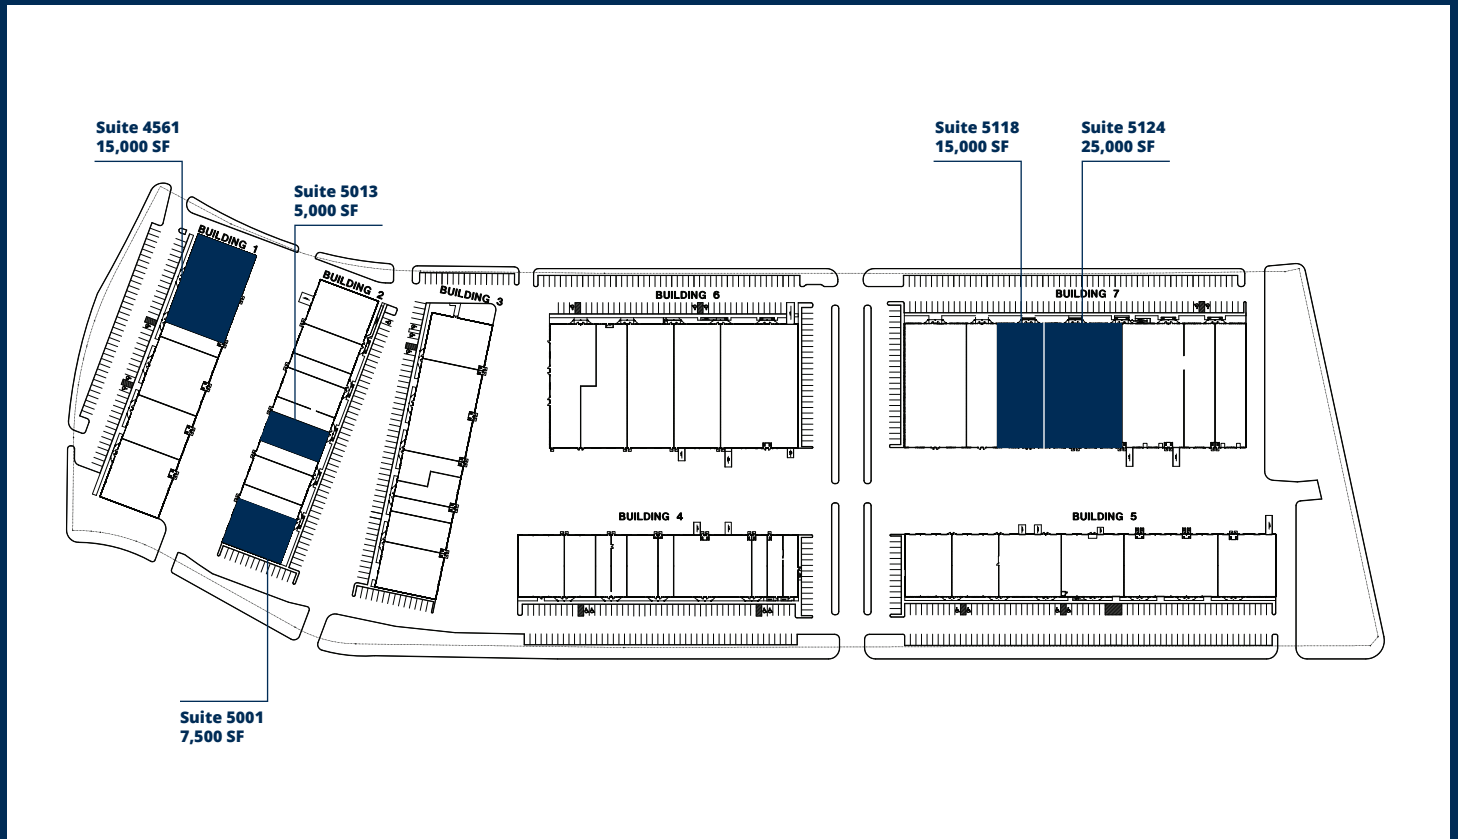 Suite 4561
15,000 SF
Suite 5013
5,000 SF
Suite 5118
15,000 SF
Suite 5124
25,000 SF
BUILDING 1
BUILDING 2
BUILDING 3
BUILDING 6
BUILDING 7
BUILDING 4
BUILDING 5
Suite 5001
7,500 SF